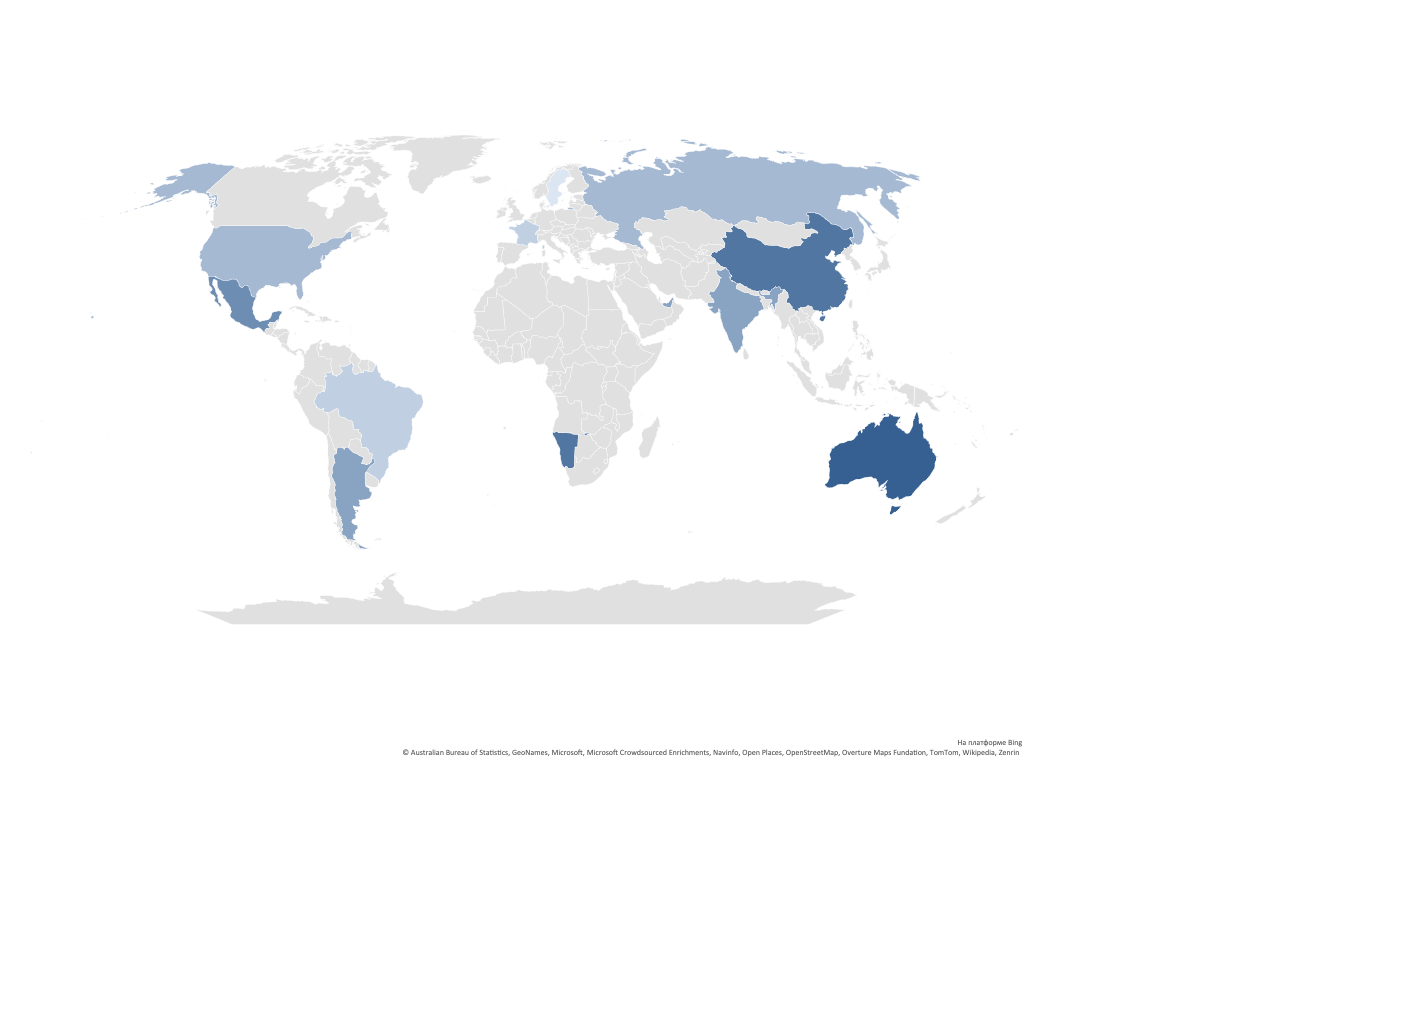 На платформе Bing
© Australian Bureau of Statistics, GeoNames, Microsoft, Microsoft Crowdsourced Enrichments, Navinfo, Open Places, OpenStreetMap, Overture Maps Fundation, TomTom, Wikipedia, Zenrin